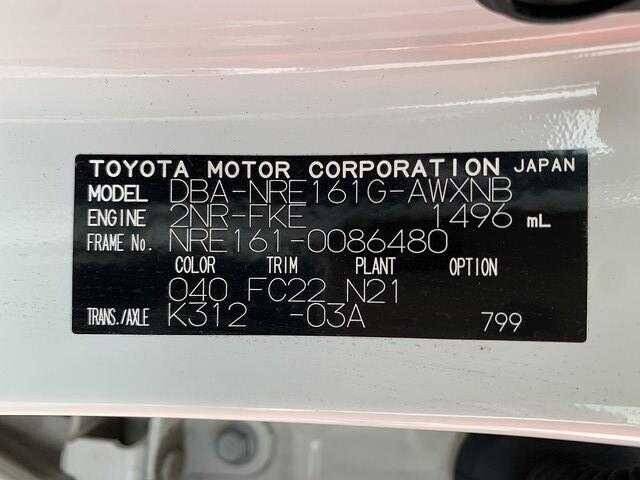 TOYOTA MOTOR CORPORATION JAPAN
MODEL DBA-NRE161G-AWXNB
ENGINE 2NR-FKE 1496 mL
FRAME No. NRE161-0086480
COLOR TRIM PLANT OPTION
040 FC22 N21
TRANS./AXLE K312 -03A 799